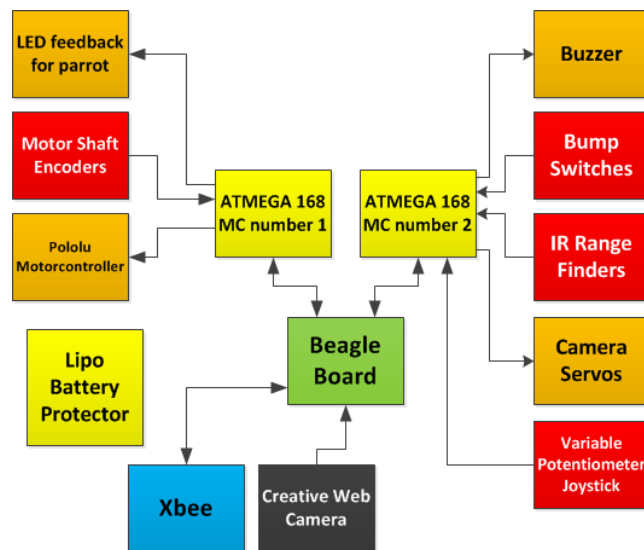 LED feedback
for parrot
Buzzer
Motor Shaft
Encoders
Bump
Switches
ATMEGA 168
MC number 1
ATMEGA 168
MC number 2
Pololu
Motorcontroller
IR Range
Finders
Beagle
Board
Lipo
Battery
Protector
Camera
Servos
Variable
Potentiometer
Joystick
Xbee
Creative Web
Camera